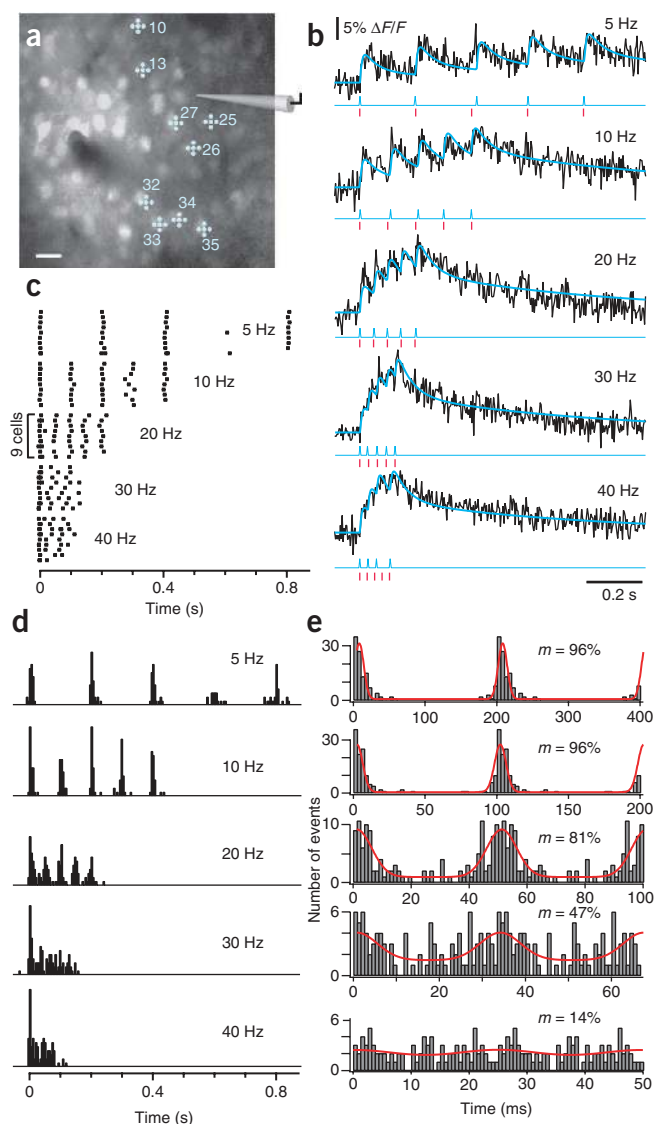 a
10
13
27
25
26
32
34
33
35
b
5% ΔF/F
5 Hz
10 Hz
20 Hz
30 Hz
40 Hz
0.2 s
c
5 Hz
10 Hz
9 cells
20 Hz
30 Hz
40 Hz
0 0.4 0.8
Time (s)
d
5 Hz
10 Hz
20 Hz
30 Hz
40 Hz
0 0.4 0.8
Time (s)
e
Number of events
30
0
m = 96%
0 100 200 300 400
30
0
m = 96%
0 50 100 150 200
10
0
m = 81%
0 20 40 60 80 100
6
0
m = 47%
0 20 40 60
6
0
m = 14%
0 10 20 30 40 50
Time (ms)